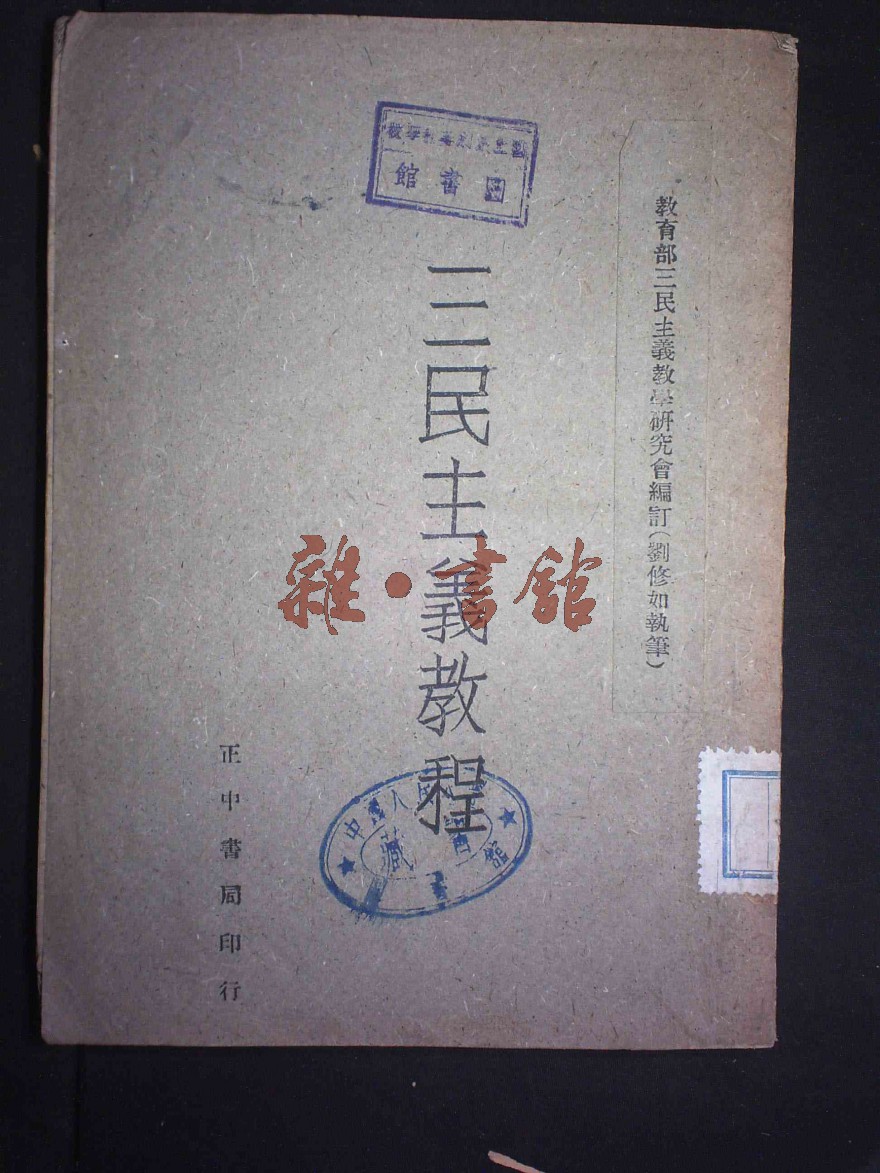 教育部三民主義教學研究會編訂(劉修如執筆)
三民主義教程
正中書局印行
圖書館
雜·書館
藏